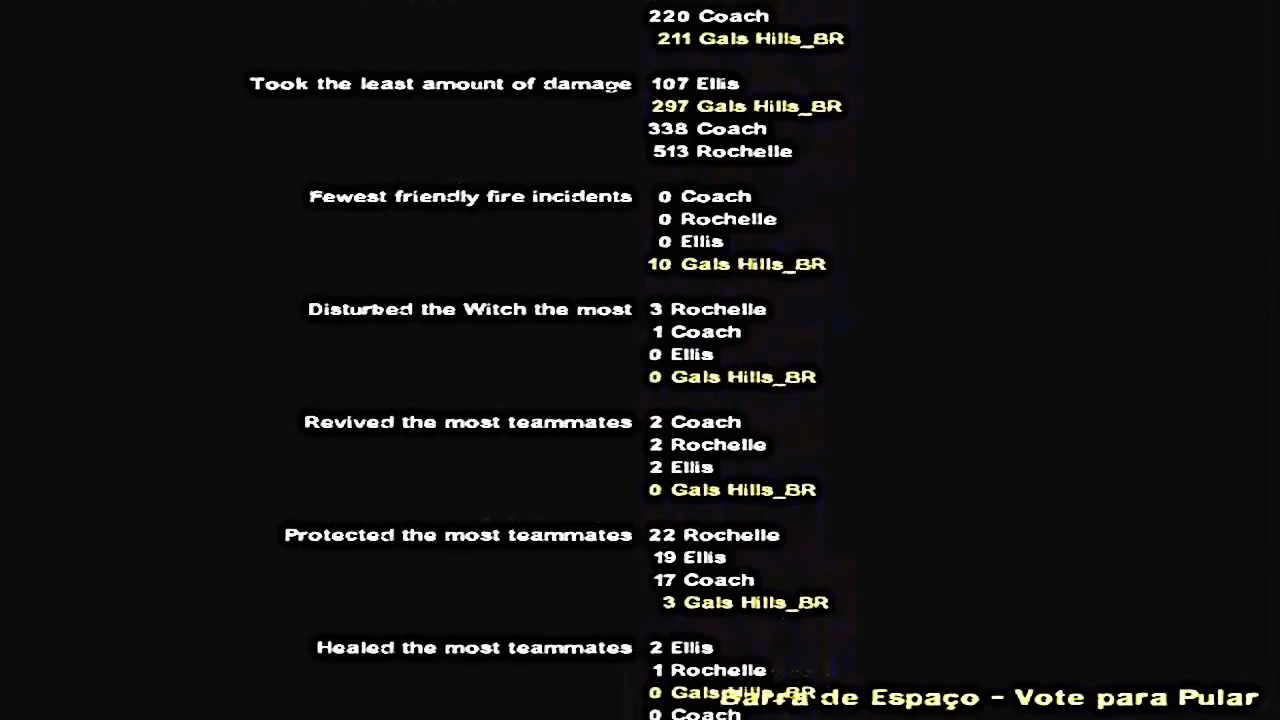 220 Coach
211 Gals Hills_BR
Took the least amount of damage 107 Ellis
297 Gals Hills_BR
338 Coach
513 Rochelle
Fewest friendly fire incidents 0 Coach
0 Rochelle
0 Ellis
10 Gals Hills_BR
Disturbed the Witch the most 3 Rochelle
1 Coach
0 Ellis
0 Gals Hills_BR
Revived the most teammates 2 Coach
2 Rochelle
2 Ellis
0 Gals Hills_BR
Protected the most teammates 22 Rochelle
19 Ellis
17 Coach
3 Gals Hills_BR
Healed the most teammates 2 Ellis
1 Rochelle
0 Gals Hills_BR
Barra de Espaço - Vote para Pular
0 Coach